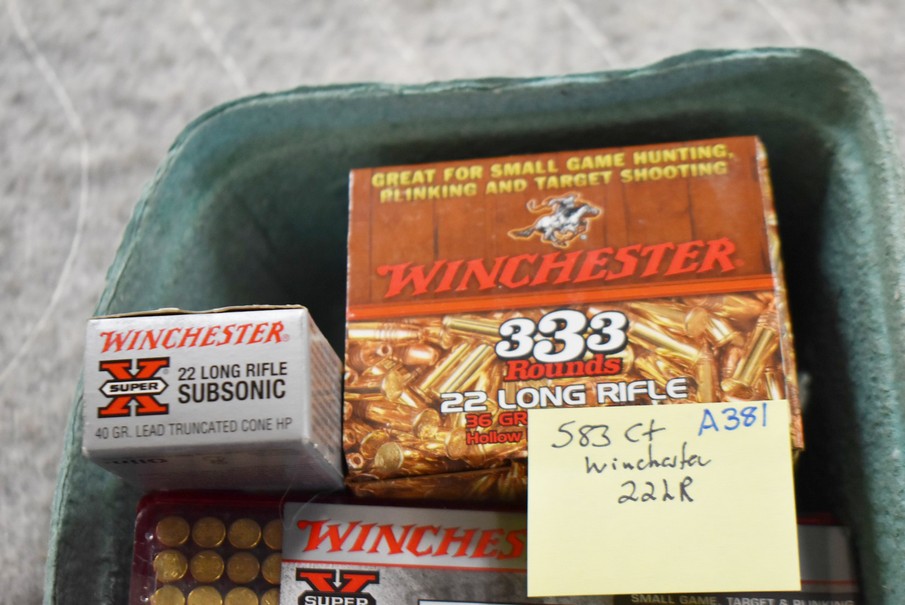 GREAT FOR SMALL GAME HUNTING,
PLINKING AND TARGET SHOOTING
WINCHESTER
333
Rounds
22 LONG RIFLE
36 GR
Hollow
WINCHESTER
SUPER X
22 LONG RIFLE
SUBSONIC
40 GR. LEAD TRUNCATED CONE HP
583 Ct A381
Winchester
22LR
WINCHES
SUPER
SMALL GAME, TARGET & PLINKING